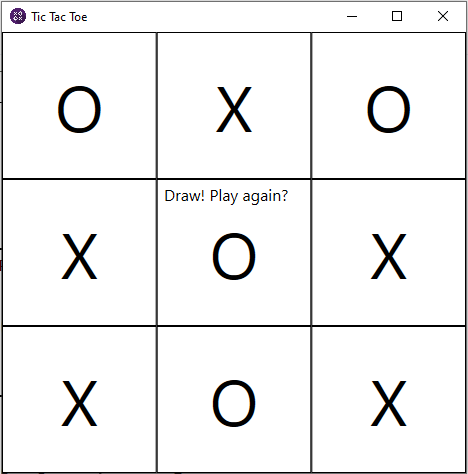 Tic Tac Toe
O X O
Draw! Play again?
X O X
X O X